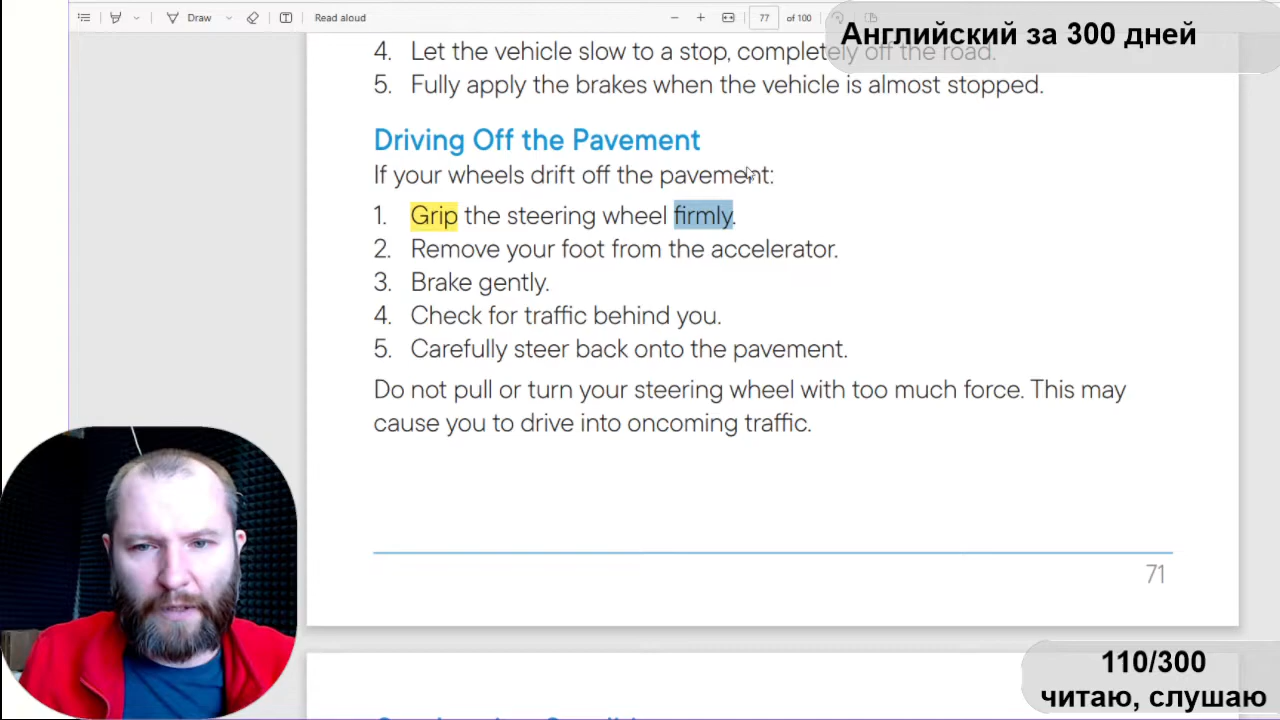 Draw
Read aloud
77
of 100
Английский за 300 дней
4. Let the vehicle slow to a stop, completely off the road.
5. Fully apply the brakes when the vehicle is almost stopped.
Driving Off the Pavement
If your wheels drift off the pavement:
1. Grip the steering wheel firmly.
2. Remove your foot from the accelerator.
3. Brake gently.
4. Check for traffic behind you.
5. Carefully steer back onto the pavement.
Do not pull or turn your steering wheel with too much force. This may
cause you to drive into oncoming traffic.
71
110/300
читаю, слушаю